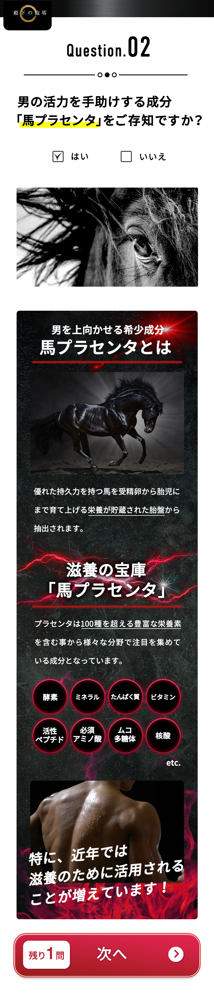 殿下の砲塔
Question.02
男の活力を手助けする成分
「馬プラセンタ」をご存知ですか？
はい
いいえ
男を上向かせる希少成分
馬プラセンタとは
優れた持久力を持つ馬を受精卵から胎児に
まで育て上げる栄養が貯蔵された胎盤から
抽出されます。
滋養の宝庫
「馬プラセンタ」
プラセンタは100種を超える豊富な栄養素
を含む事から様々な分野で注目を集めて
いる成分となっています。
酵素
ミネラル
たんぱく質
ビタミン
活性
ペプチド
必須
アミノ酸
ムコ
多糖体
核酸
etc.
特に、近年では
滋養のために活用される
ことが増えています！
残り1問
次へ